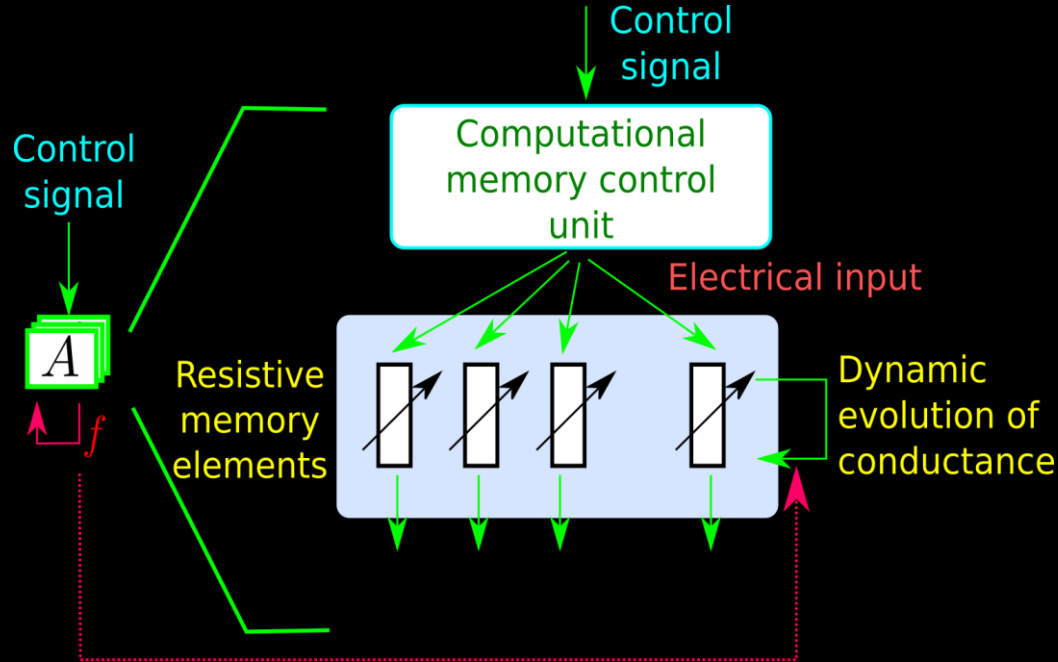 Control
signal
Computational
memory control
unit
Control
signal
Electrical input
A
f
Resistive
memory
elements
Dynamic
evolution of
conductance